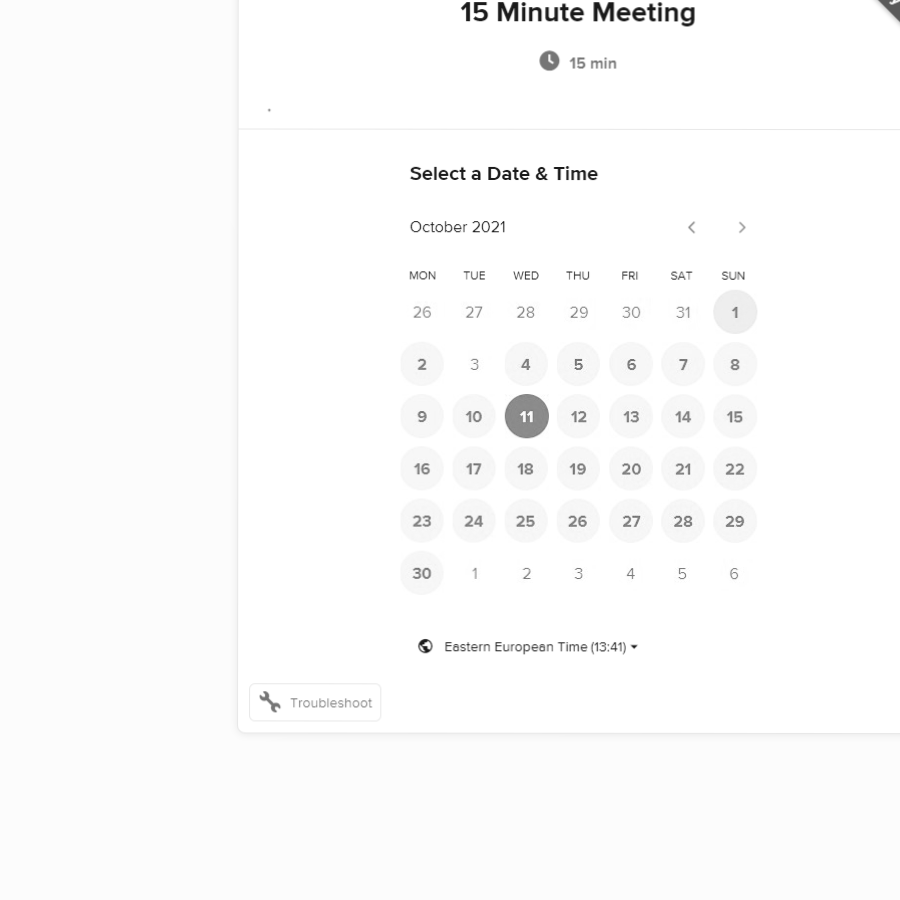 15 Minute Meeting
15 min
Select a Date & Time
October 2021
MON TUE WED THU FRI SAT SUN
26 27 28 29 30 31 1
2 3 4 5 6 7 8
9 10 11 12 13 14 15
16 17 18 19 20 21 22
23 24 25 26 27 28 29
30 1 2 3 4 5 6
Eastern European Time (13:41)
Troubleshoot